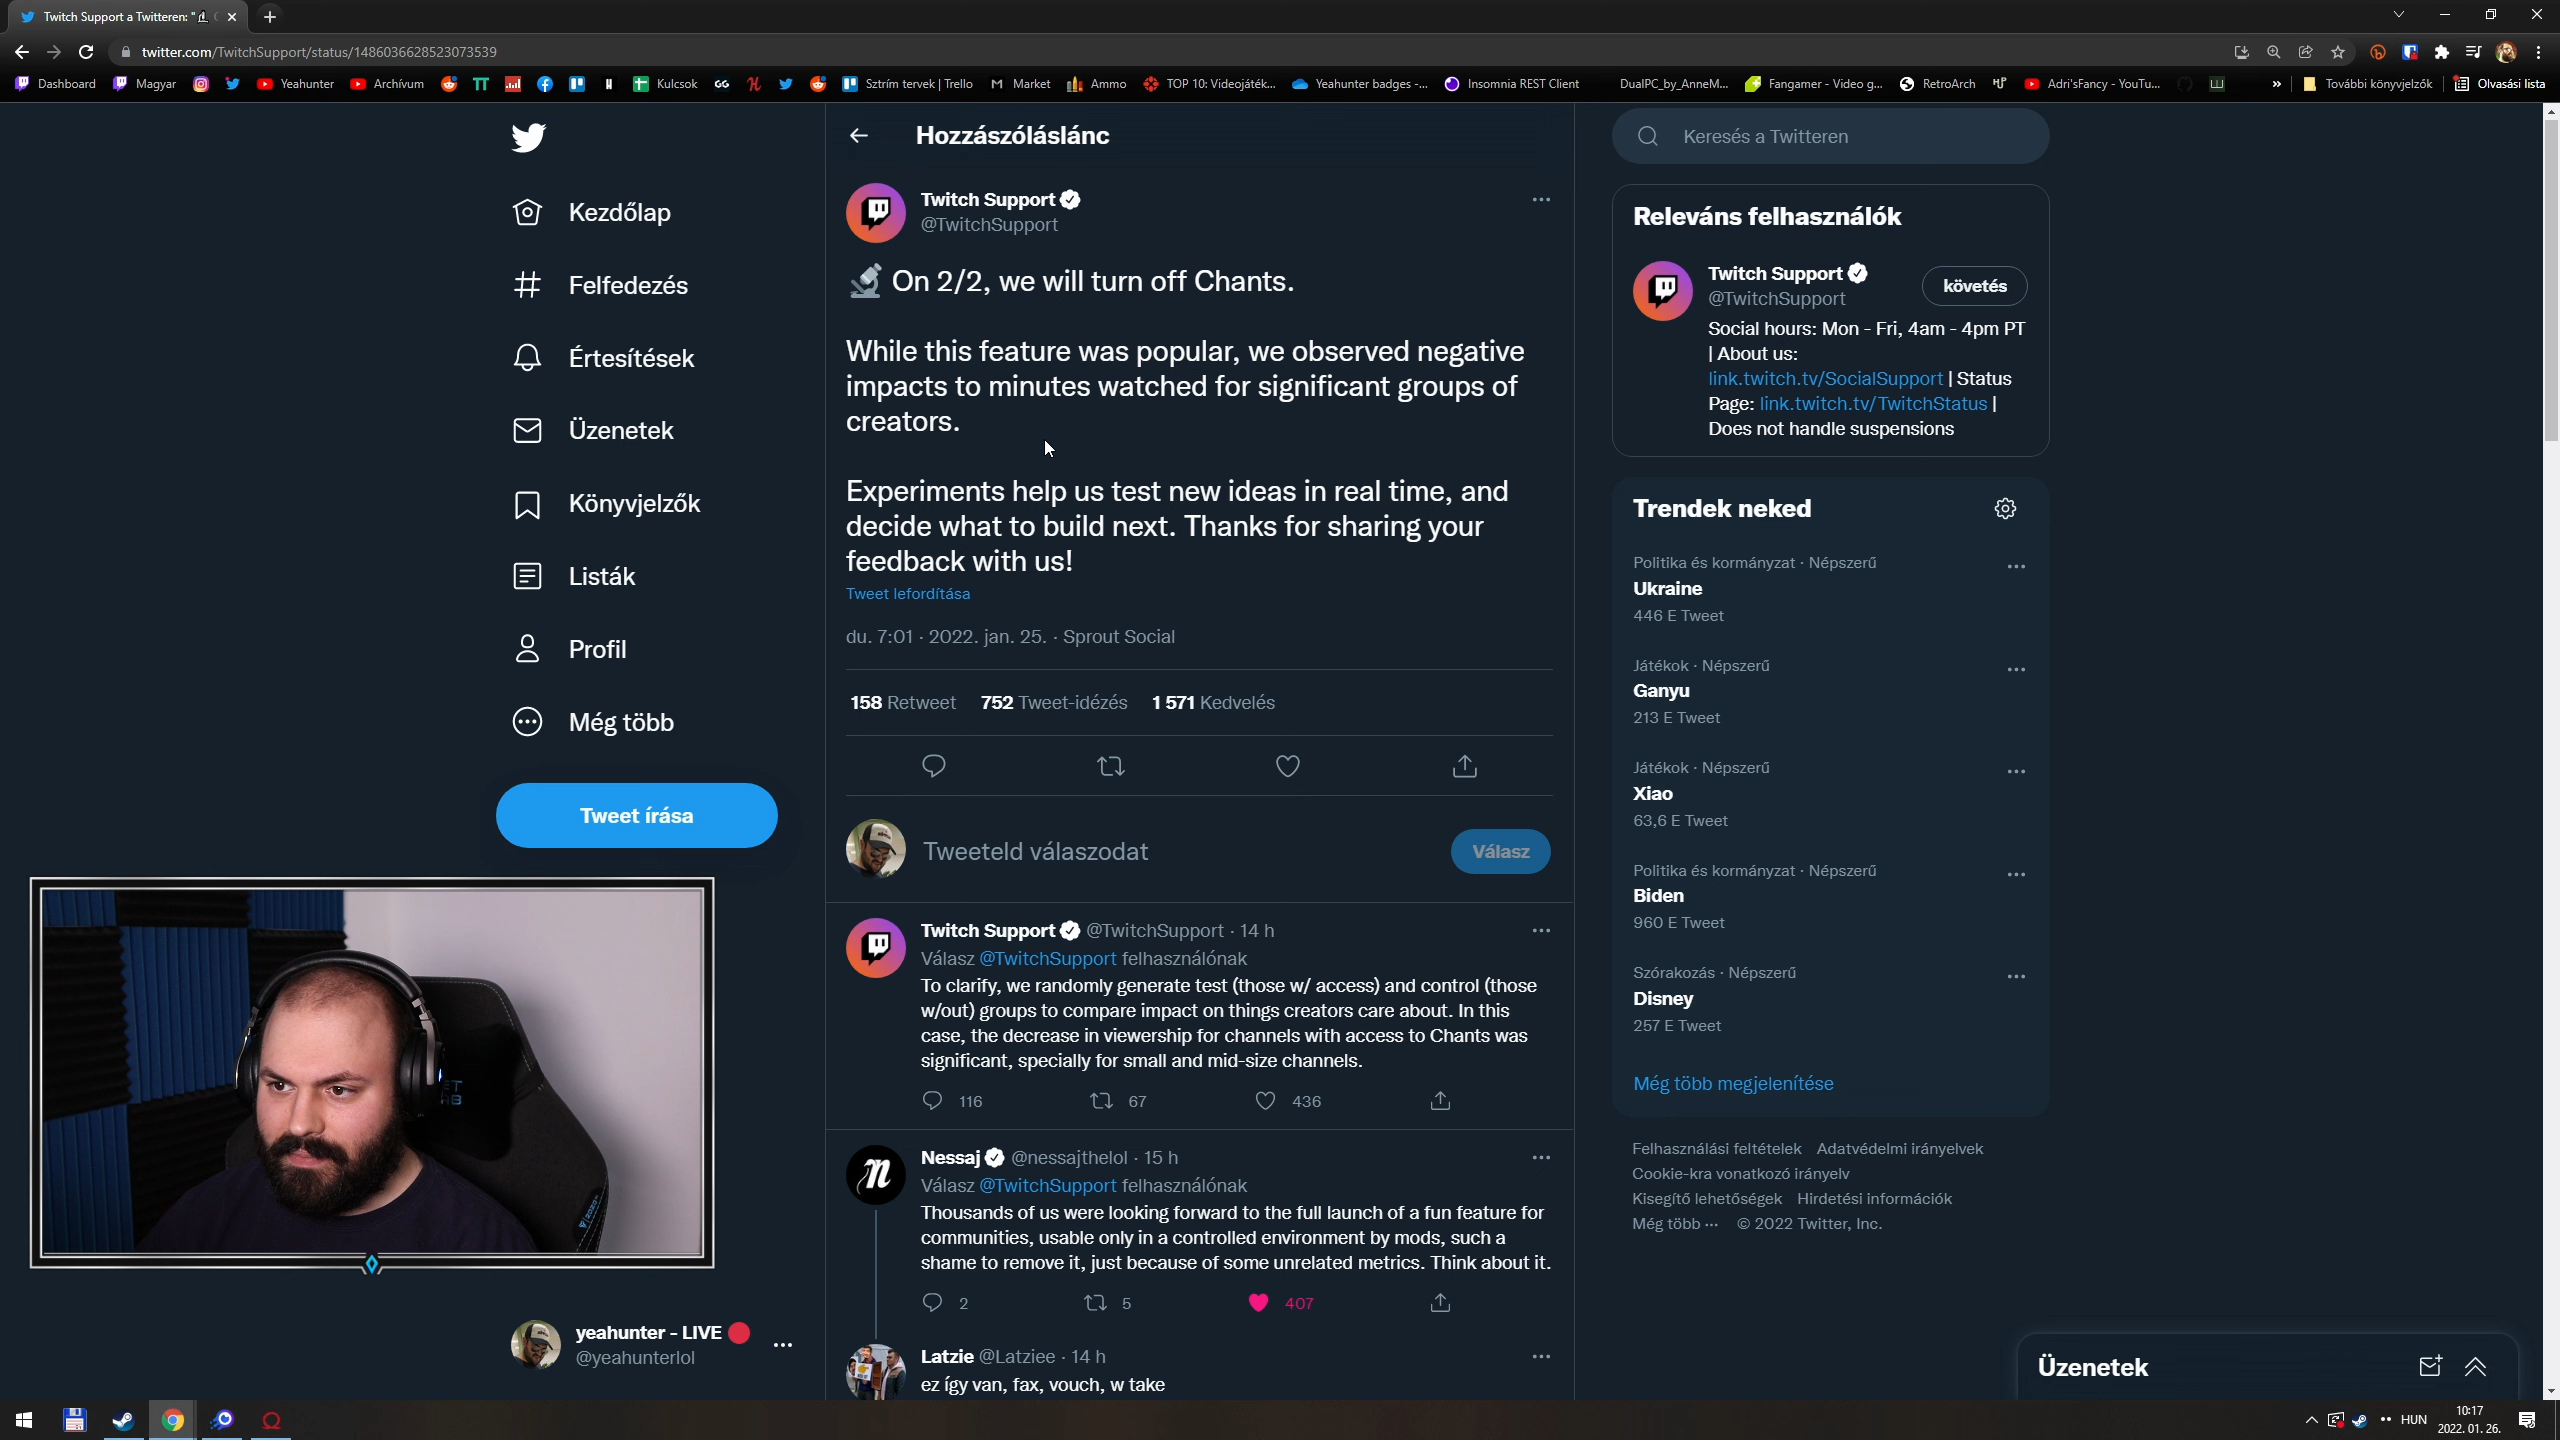 Twitch Support a Twitteren: "
twitter.com/TwitchSupport/status/1486036628523073539
Dashboard
Magyar
Yeahunter
Archívum
Kulcsok
Sztrím tervek | Trello
Market
Ammo
TOP 10: Videojáték...
Yeahunter badges -...
Insomnia REST Client
DualPC_by_AnneM...
Fangamer - Video g...
RetroArch
Adri'sFancy - YouTu...
»
További könyvjelzők
Olvasási lista
Kezdőlap
Felfedezés
Értesítések
Üzenetek
Könyvjelzők
Listák
Profil
Még több
Tweet írása
yeahunter - LIVE
@yeahunterlol
Hozzászóláslánc
Twitch Support
@TwitchSupport
On 2/2, we will turn off Chants.
While this feature was popular, we observed negative
impacts to minutes watched for significant groups of
creators.
Experiments help us test new ideas in real time, and
decide what to build next. Thanks for sharing your
feedback with us!
Tweet lefordítása
du. 7:01 · 2022. jan. 25. · Sprout Social
158 Retweet 752 Tweet-idézés 1 571 Kedvelés
Tweeteld válaszodat
Válasz
Twitch Support @TwitchSupport · 14 h
Válasz @TwitchSupport felhasználónak
To clarify, we randomly generate test (those w/ access) and control (those
w/out) groups to compare impact on things creators care about. In this
case, the decrease in viewership for channels with access to Chants was
significant, specially for small and mid-size channels.
116 67 436
Nessaj @nessajthelol · 15 h
Válasz @TwitchSupport felhasználónak
Thousands of us were looking forward to the full launch of a fun feature for
communities, usable only in a controlled environment by mods, such a
shame to remove it, just because of some unrelated metrics. Think about it.
2 5 407
Latzie @Latziee · 14 h
ez így van, fax, vouch, w take
Keresés a Twitteren
Releváns felhasználók
Twitch Support
@TwitchSupport
követés
Social hours: Mon - Fri, 4am - 4pm PT
| About us:
link.twitch.tv/SocialSupport | Status
Page: link.twitch.tv/TwitchStatus |
Does not handle suspensions
Trendek neked
Politika és kormányzat · Népszerű
Ukraine
446 E Tweet
Játékok · Népszerű
Ganyu
213 E Tweet
Játékok · Népszerű
Xiao
63,6 E Tweet
Politika és kormányzat · Népszerű
Biden
960 E Tweet
Szórakozás · Népszerű
Disney
257 E Tweet
Még több megjelenítése
Felhasználási feltételek Adatvédelmi irányelvek
Cookie-kra vonatkozó irányelv
Kisegítő lehetőségek Hirdetési információk
Még több ··· © 2022 Twitter, Inc.
Üzenetek
HUN
10:17
2022. 01. 26.